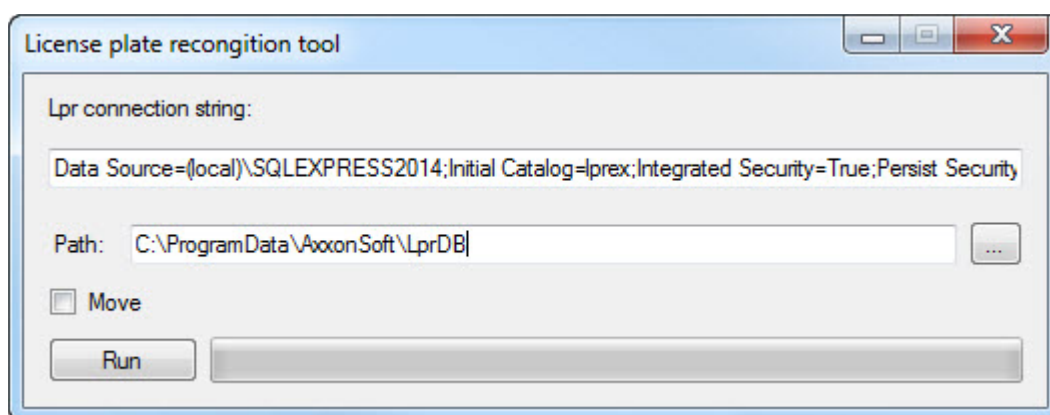 License plate recongition tool
Lpr connection string:
Data Source=(local)\SQLEXPRESS2014;Initial Catalog=lprex;Integrated Security=True;Persist Security
Path: C:\ProgramData\AxxonSoft\LprDB ...
Move
Run